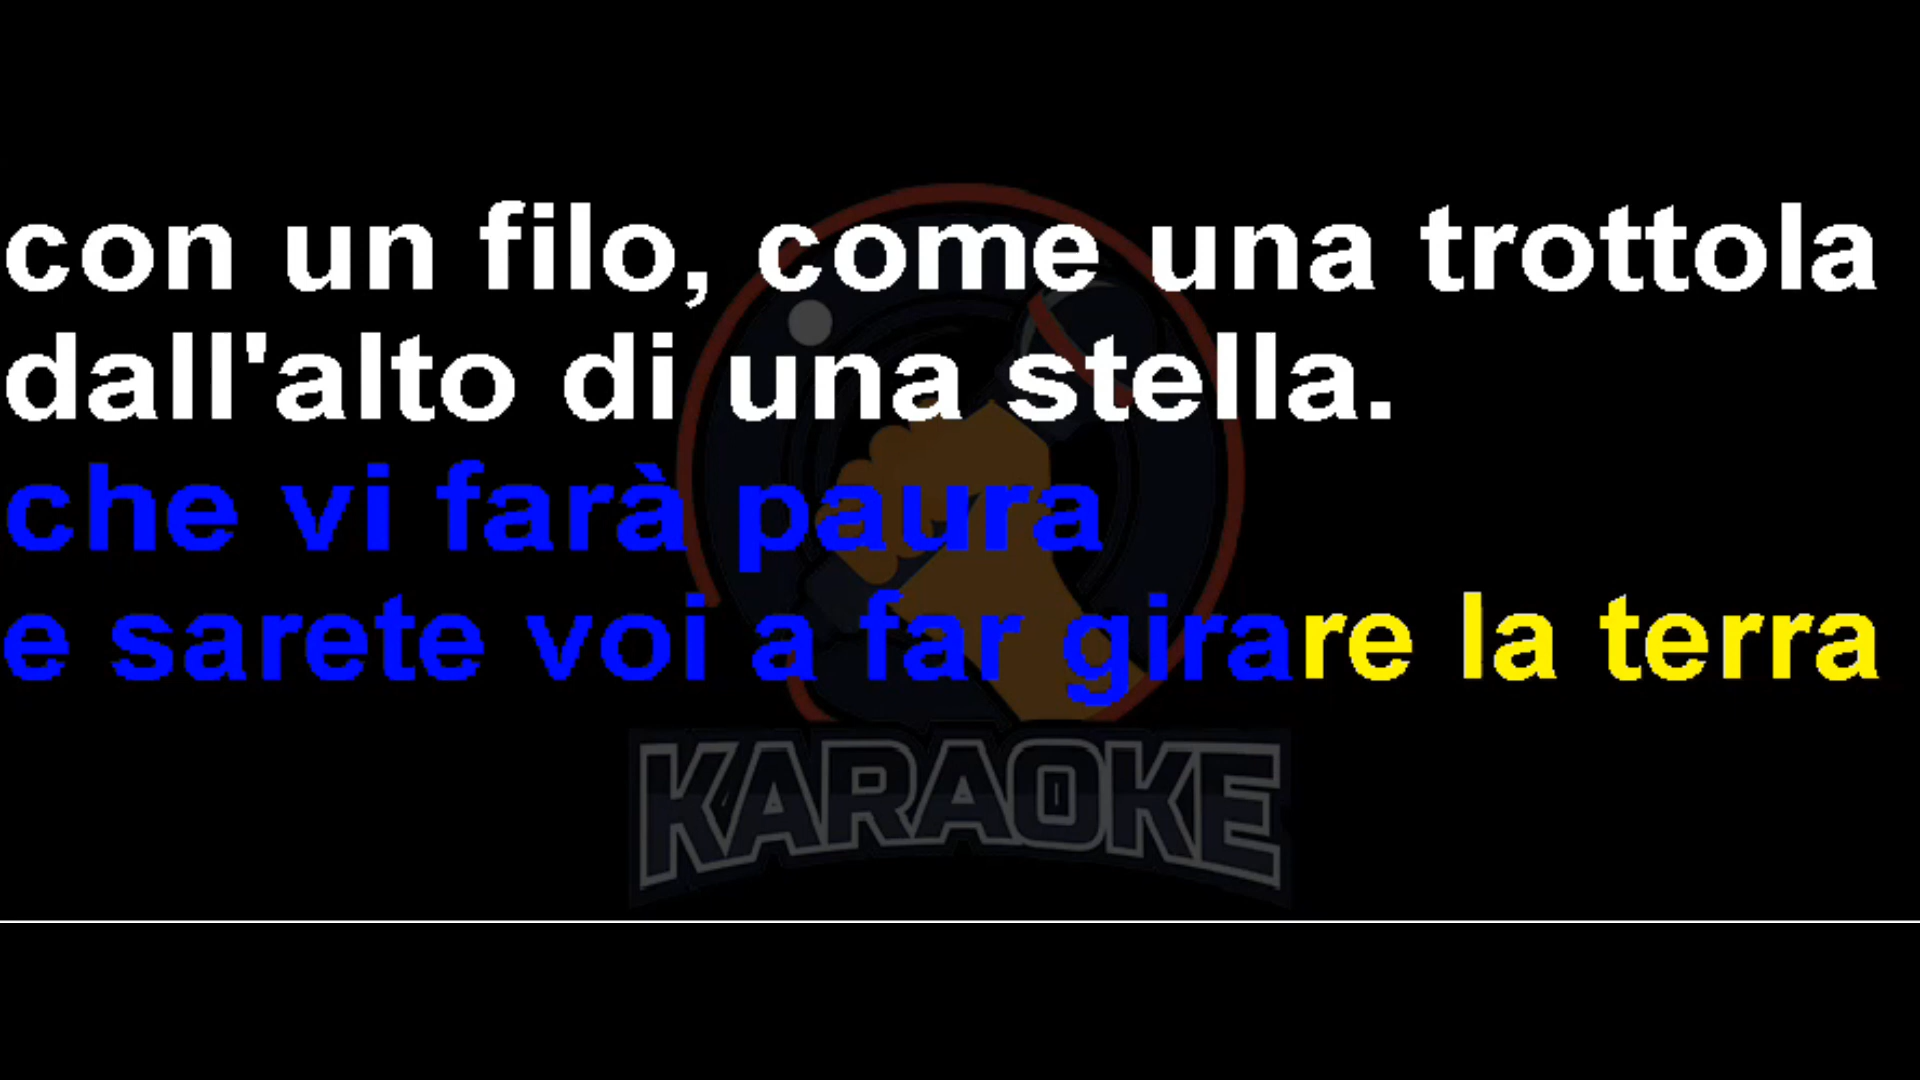 con un filo, come una trottola
dall'alto di una stella.
che vi farà paura
e sarete voi a far girare la terra
KARAOKE